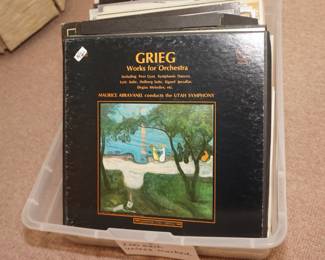 GRIEG
Works for Orchestra
Including Peer Gynt, Symphonic Dances,
Lyric Suite, Holberg Suite, Sigurd Jorsalfar,
Elegiac Melodies, etc.
MAURICE ABRAVANEL conducts the UTAH SYMPHONY